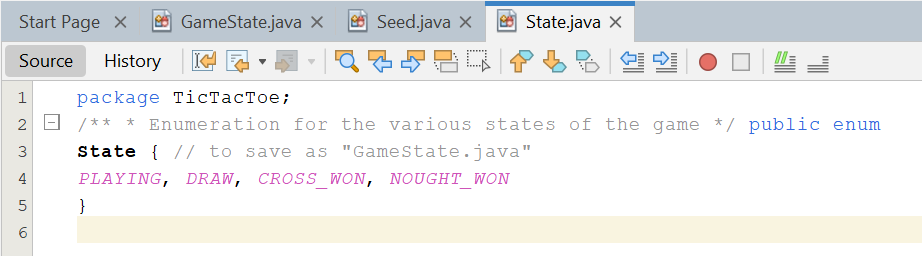 Start Page GameState.java Seed.java State.java
Source History
1 package TicTacToe;
2 /** * Enumeration for the various states of the game */ public enum
3 State { // to save as "GameState.java"
4 PLAYING, DRAW, CROSS_WON, NOUGHT_WON
5 }
6